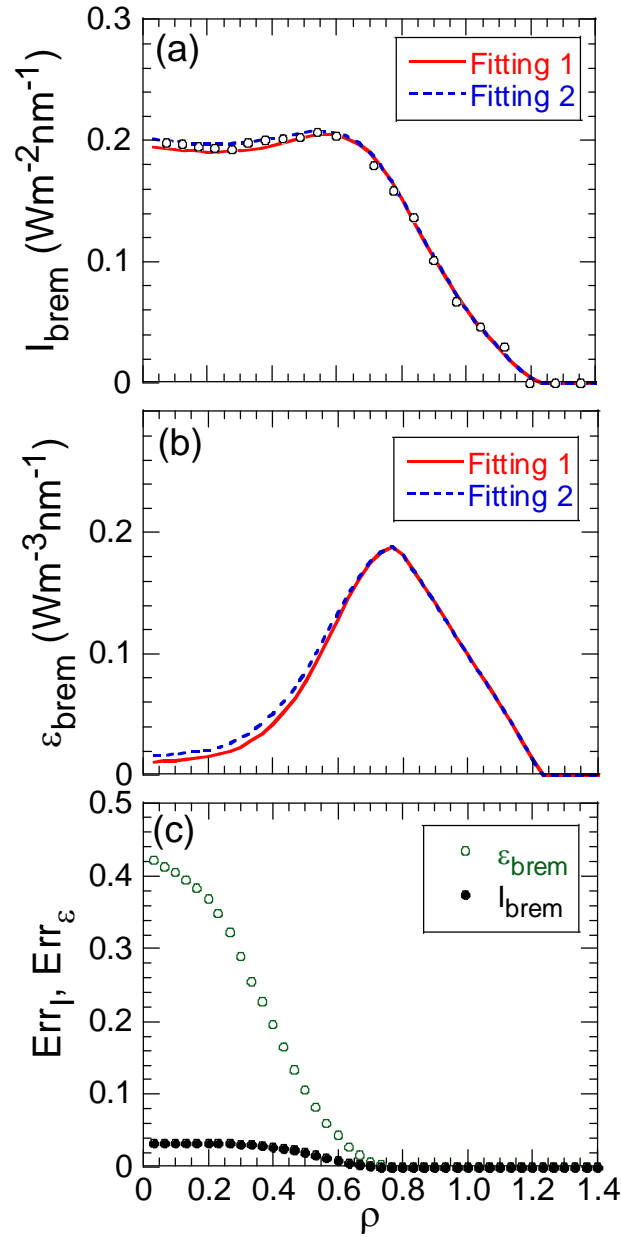 (a)
Fitting 1
Fitting 2
0.3
0.2
0.1
0
I_brem (Wm^-2nm^-1)
(b)
Fitting 1
Fitting 2
0.2
0.1
0
ε_brem (Wm^-3nm^-1)
(c)
ε_brem
I_brem
0.5
0.4
0.3
0.2
0.1
0
Err_I, Err_ε
0 0.2 0.4 0.6 0.8 1.0 1.2 1.4
ρ